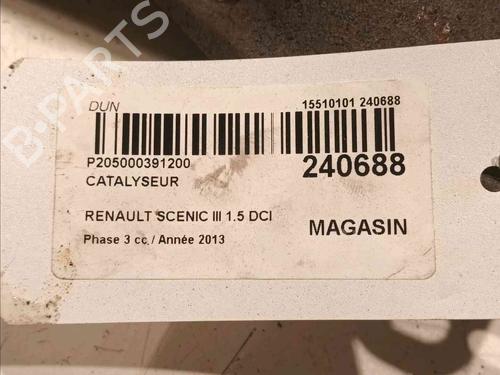 DUN
15510101 240688
P205000391200
240688
CATALYSEUR
RENAULT SCENIC III 1.5 DCI
MAGASIN
Phase 3 cc / Année 2013
B-PARTS